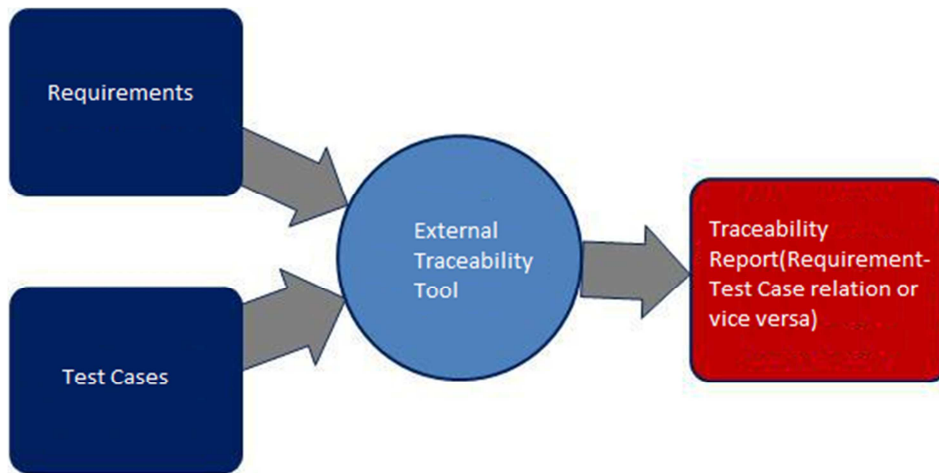 Requirements
External
Traceability
Tool
Traceability
Report(Requirement-
Test Case relation or
vice versa)
Test Cases